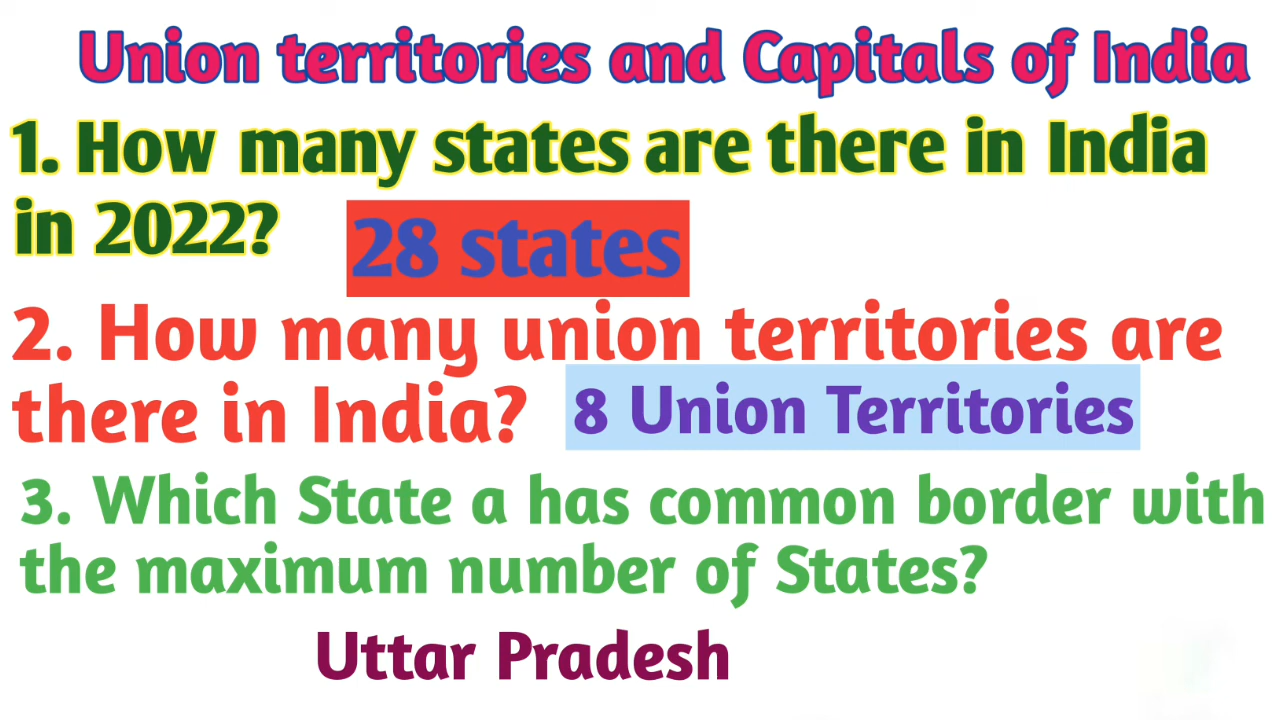 Union territories and Capitals of India
1. How many states are there in India
in 2022?
28 states
2. How many union territories are
there in India?
8 Union Territories
3. Which State a has common border with
the maximum number of States?
Uttar Pradesh